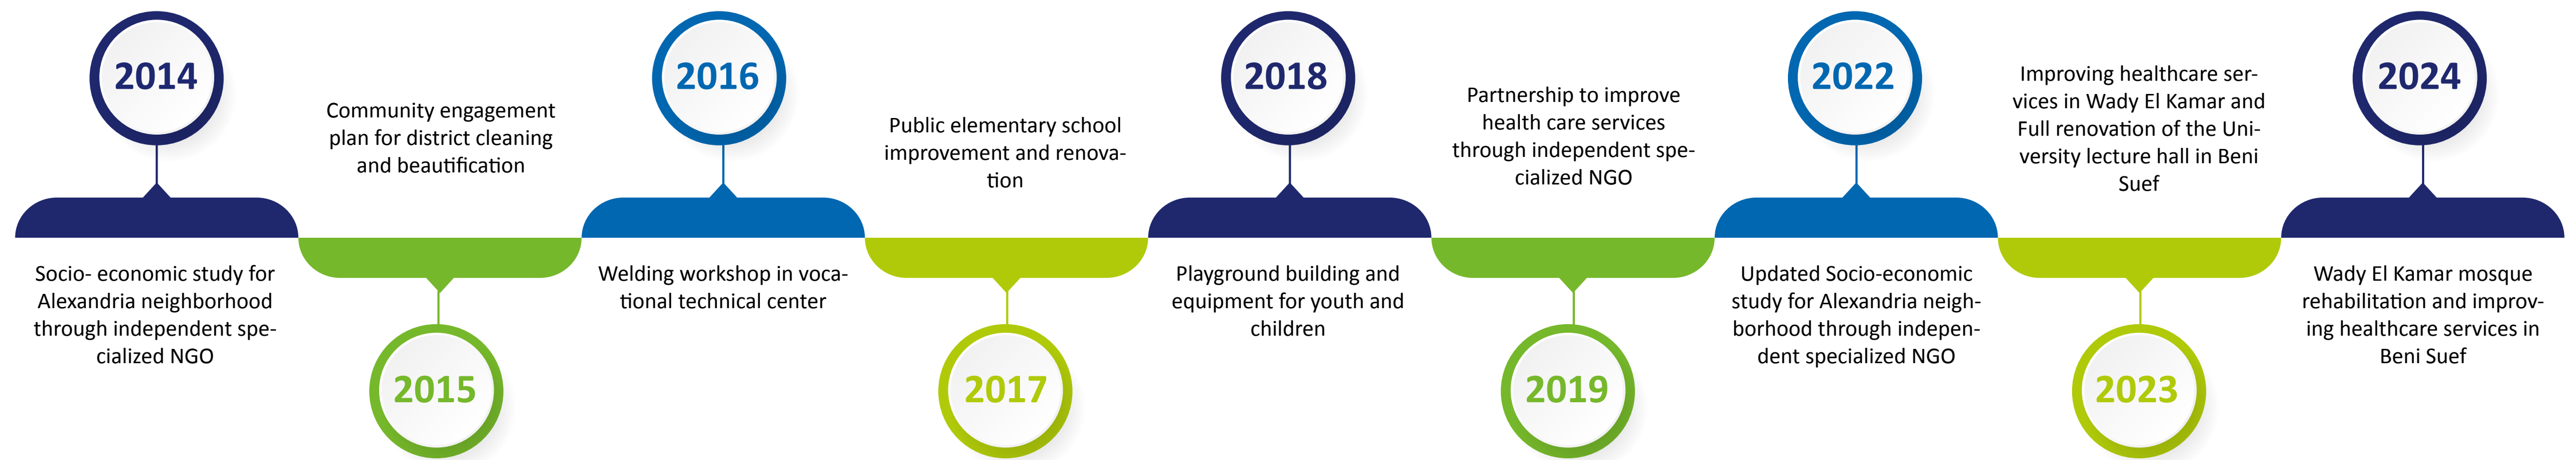 2014
Socio- economic study for
Alexandria neighborhood
through independent spe-
cialized NGO
Community engagement
plan for district cleaning
and beautification
2015
2016
Welding workshop in voca-
tional technical center
Public elementary school
improvement and renova-
tion
2017
2018
Playground building and
equipment for youth and
children
Partnership to improve
health care services
through independent spe-
cialized NGO
2019
2022
Updated Socio-economic
study for Alexandria neigh-
borhood through indepen-
dent specialized NGO
Improving healthcare ser-
vices in Wady El Kamar and
Full renovation of the Uni-
versity lecture hall in Beni
Suef
2023
2024
Wady El Kamar mosque
rehabilitation and improv-
ing healthcare services in
Beni Suef